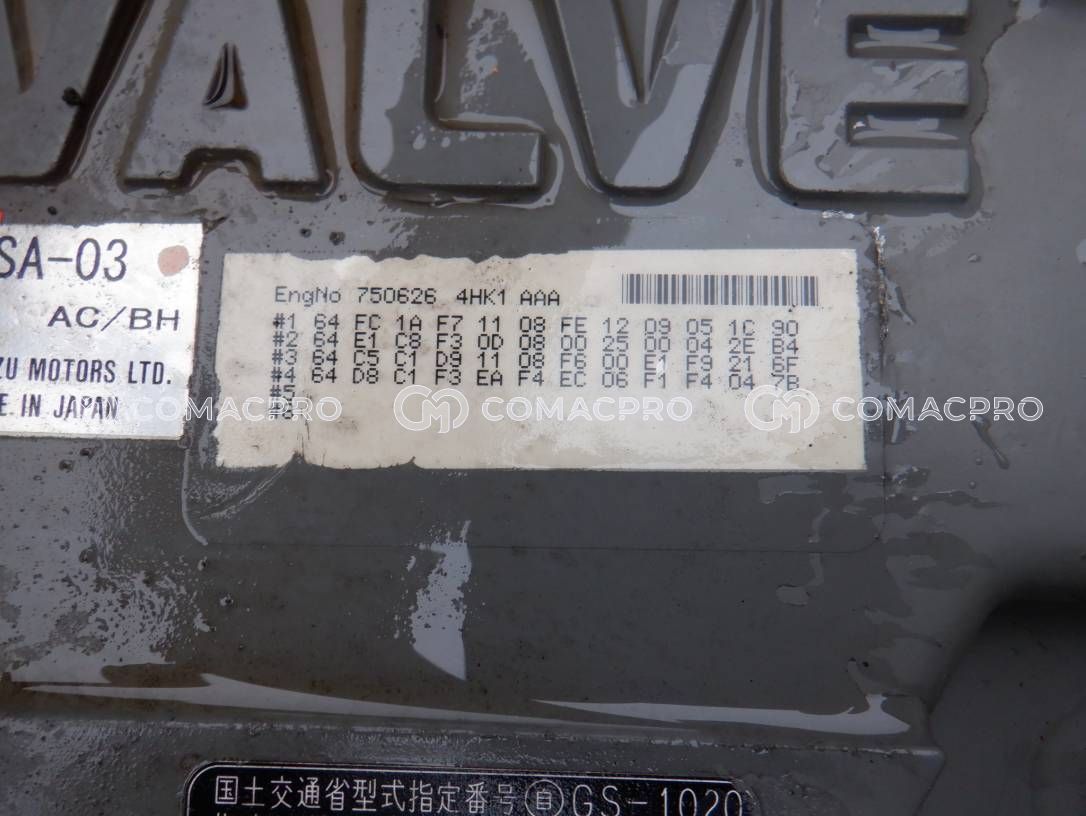 VALVE
SA-03
AC/BH
ZU MOTORS LTD.
E IN JAPAN
EngNo 750626 4HK1 AAA
#1 64 FC 1A F7 11 08 FE 12 09 05 1C 90
#2 64 E1 C8 F3 0D 08 00 25 00 04 2E B4
#3 64 C5 C1 D9 11 08 F6 00 E1 F9 21 6F
#4 64 D8 C1 F3 EA F4 EC 06 F1 F4 04 7B
#5
#6
COMACPRO COMACPRO COMACPRO COMACPRO
国土交通省型式指定番号 自 GS-1020